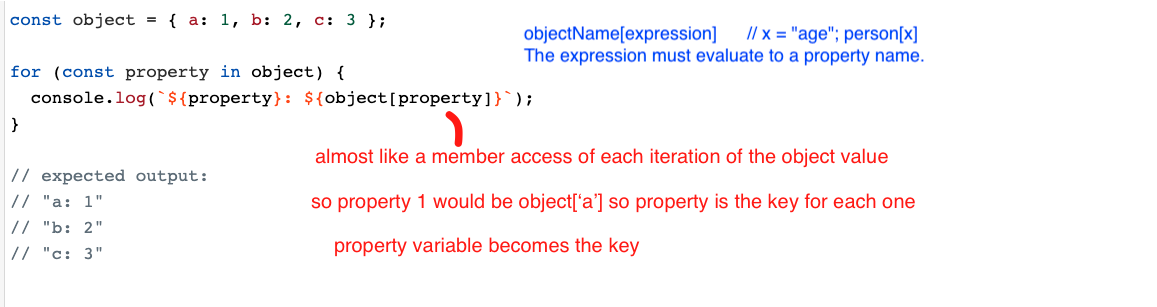 const object = { a: 1, b: 2, c: 3 };
objectName[expression] // x = "age"; person[x]
The expression must evaluate to a property name.
for (const property in object) {
console.log(`${property}: ${object[property]}`);
}
almost like a member access of each iteration of the object value
// expected output:
// "a: 1"
so property 1 would be object[‘a’] so property is the key for each one
// "b: 2"
property variable becomes the key
// "c: 3"